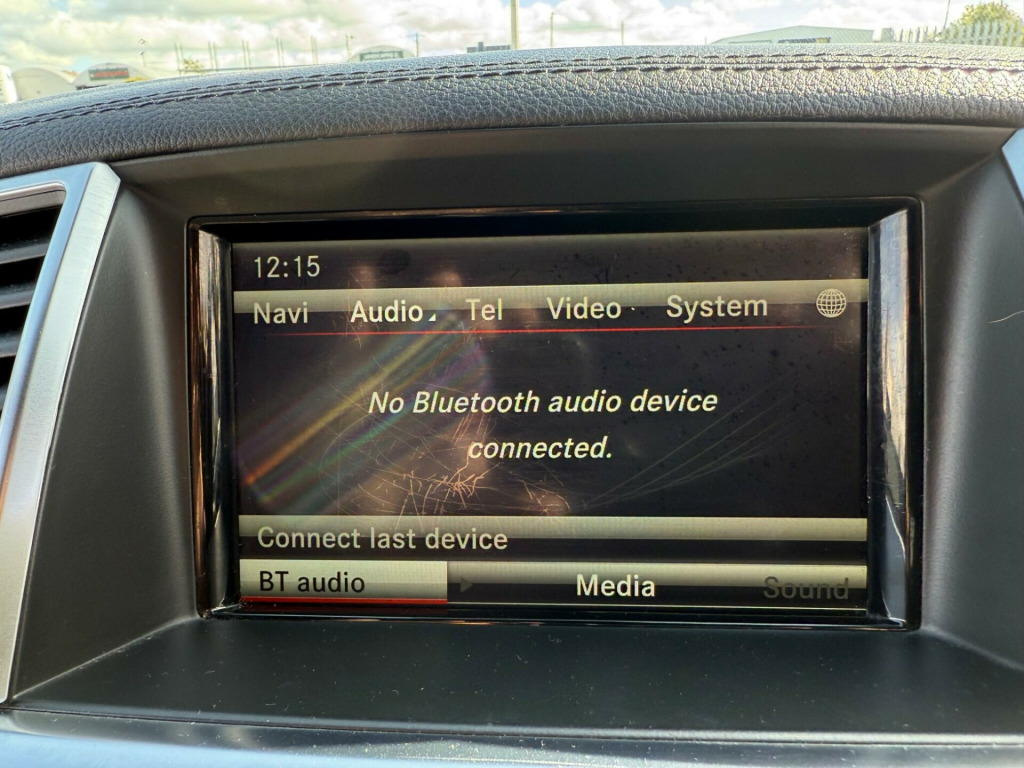 12:15
Navi Audio Tel Video System
No Bluetooth audio device
connected.
Connect last device
BT audio Media Sound